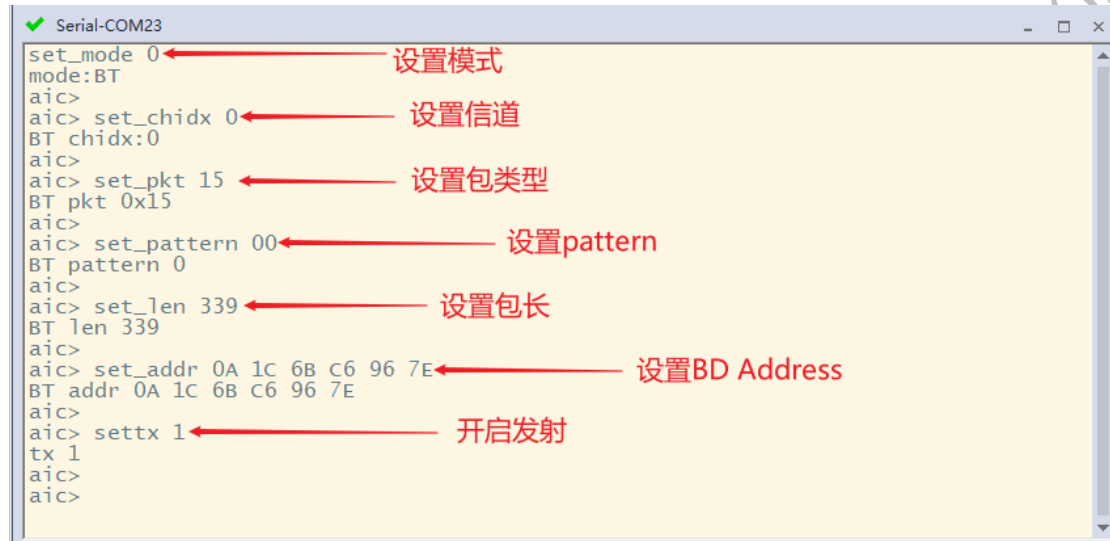 Serial-COM23
set_mode 0 设置模式
mode:BT
aic>
aic> set_chidx 0 设置信道
BT chidx:0
aic>
aic> set_pkt 15 设置包类型
BT pkt 0x15
aic>
aic> set_pattern 00 设置pattern
BT pattern 0
aic>
aic> set_len 339 设置包长
BT len 339
aic>
aic> set_addr 0A 1C 6B C6 96 7E 设置BD Address
BT addr 0A 1C 6B C6 96 7E
aic>
aic> settx 1 开启发射
tx 1
aic>
aic>